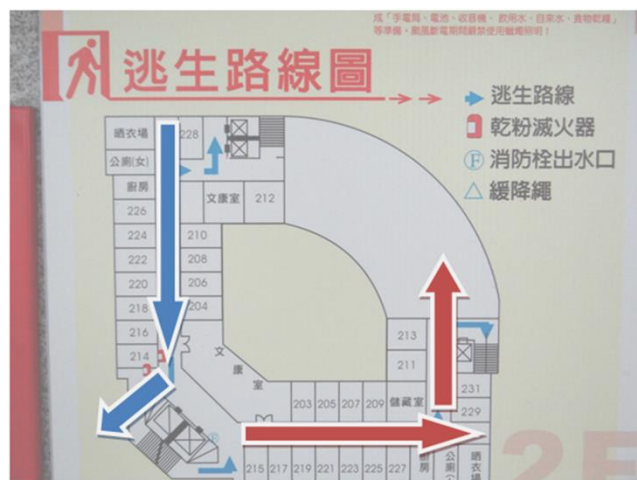 成「手電筒、電池、收音機、飲用水、自來水、食物乾糧」
等準備,颱風斷電期間嚴禁使用蠟燭照明!
逃生路線圖
逃生路線
乾粉滅火器
Ⓕ 消防栓出水口
緩降繩
晒衣場
228
公廁(女)
廚房
文康室
212
226
224
210
222
208
220
206
218
204
216
213
214
211
文康室
231
203 205 207 209 儲藏室
229
F
215 217 219 221 223 225 227
房
公廁
晒衣場
2F